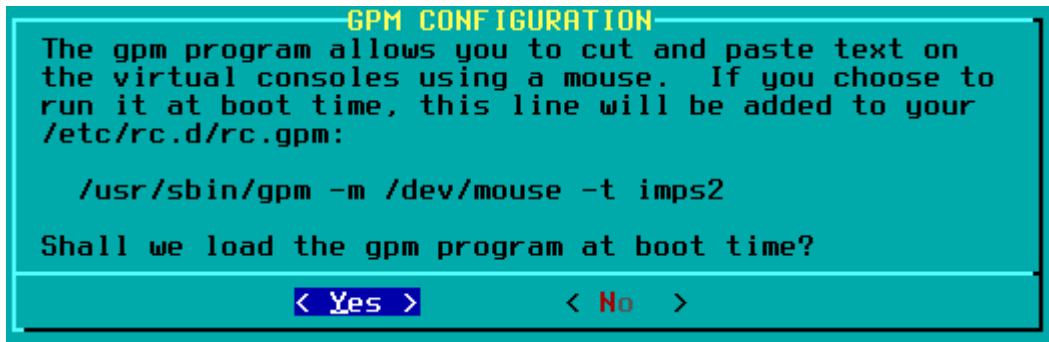 GPM CONFIGURATION
The gpm program allows you to cut and paste text on
the virtual consoles using a mouse.  If you choose to
run it at boot time, this line will be added to your
/etc/rc.d/rc.gpm:
/usr/sbin/gpm -m /dev/mouse -t imps2
Shall we load the gpm program at boot time?
< Yes > < No >